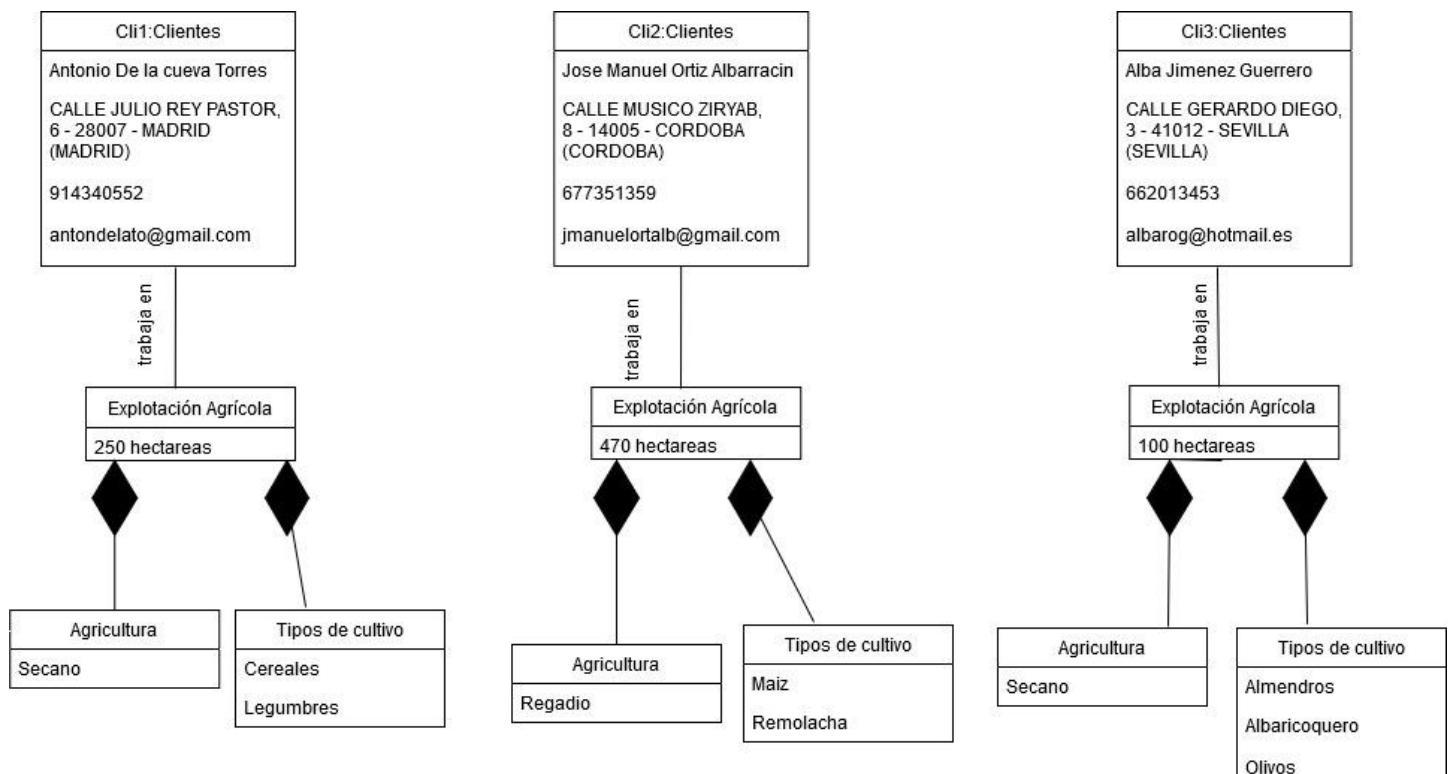 Cli1:Clientes
Antonio De la cueva Torres
CALLE JULIO REY PASTOR,
6 - 28007 - MADRID
(MADRID)
914340552
antondelato@gmail.com
trabaja en
Explotación Agrícola
250 hectareas
Agricultura
Secano
Tipos de cultivo
Cereales
Legumbres
Cli2:Clientes
Jose Manuel Ortiz Albarracin
CALLE MUSICO ZIRYAB,
8 - 14005 - CORDOBA
(CORDOBA)
677351359
jmanuelortalb@gmail.com
trabaja en
Explotación Agrícola
470 hectareas
Agricultura
Regadio
Tipos de cultivo
Maiz
Remolacha
Cli3:Clientes
Alba Jimenez Guerrero
CALLE GERARDO DIEGO,
3 - 41012 - SEVILLA
(SEVILLA)
662013453
albarog@hotmail.es
trabaja en
Explotación Agrícola
100 hectareas
Agricultura
Secano
Tipos de cultivo
Almendros
Albaricoquero
Olivos